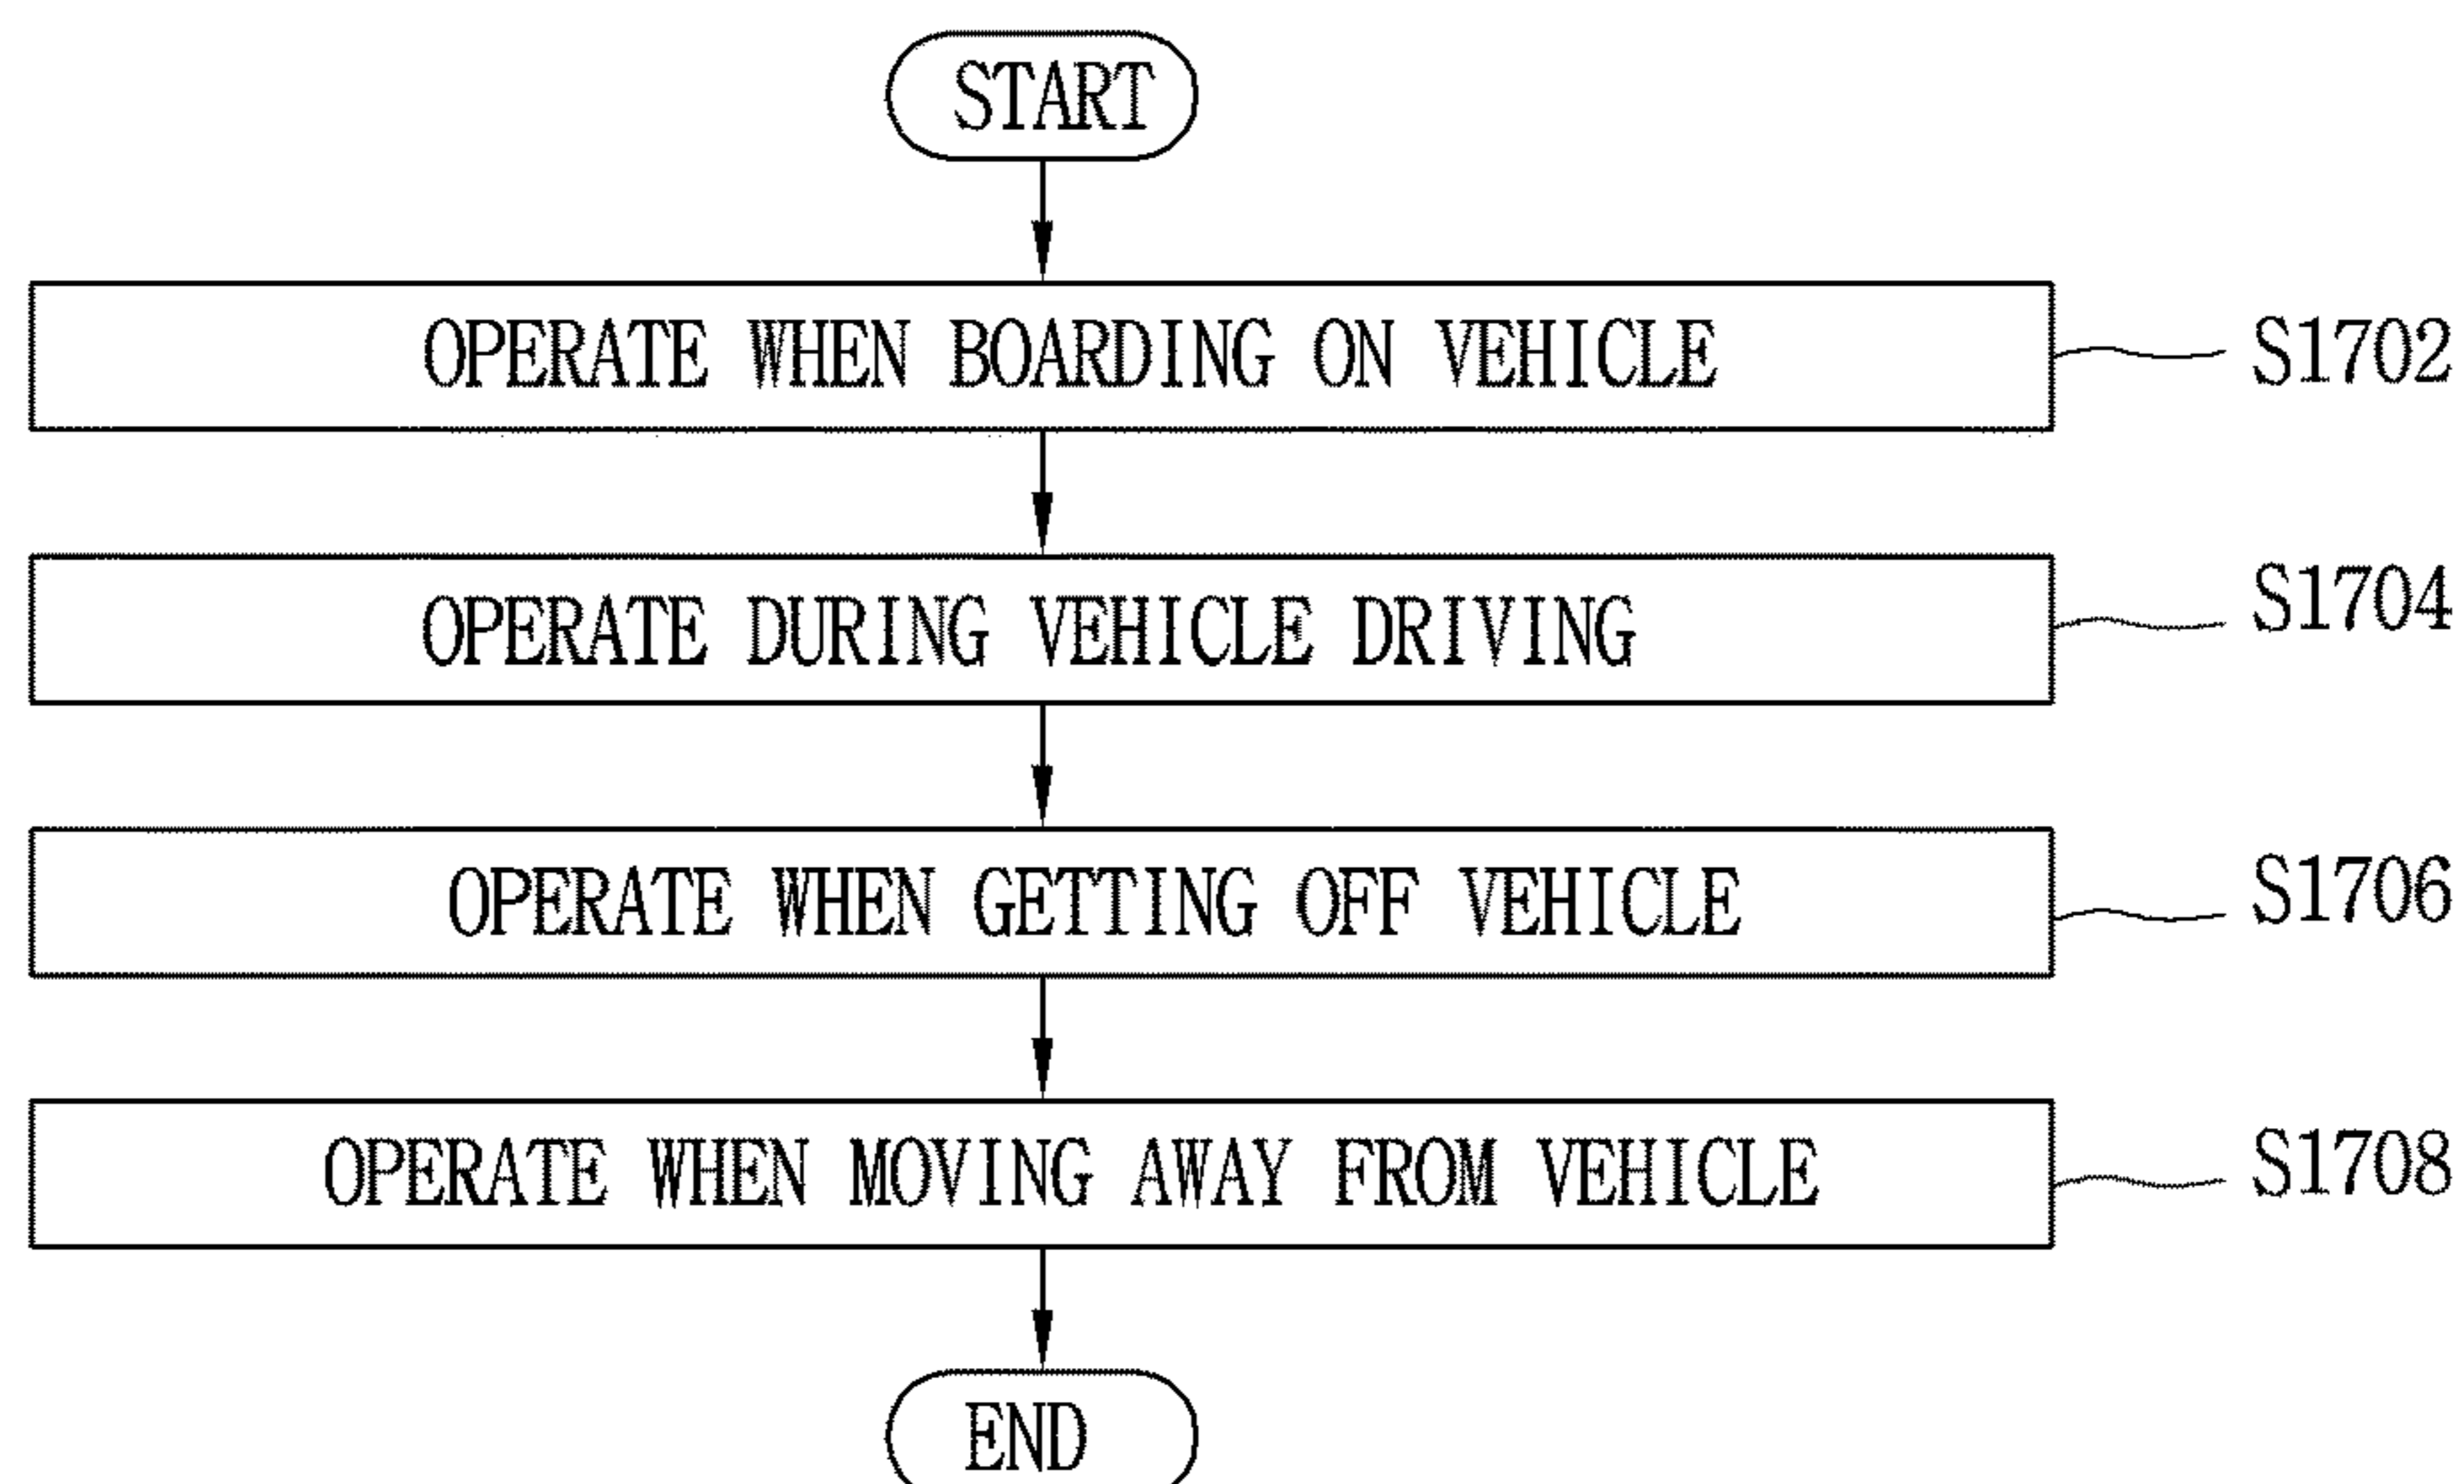 START
OPERATE WHEN BOARDING ON VEHICLE S1702
OPERATE DURING VEHICLE DRIVING S1704
OPERATE WHEN GETTING OFF VEHICLE S1706
OPERATE WHEN MOVING AWAY FROM VEHICLE S1708
END